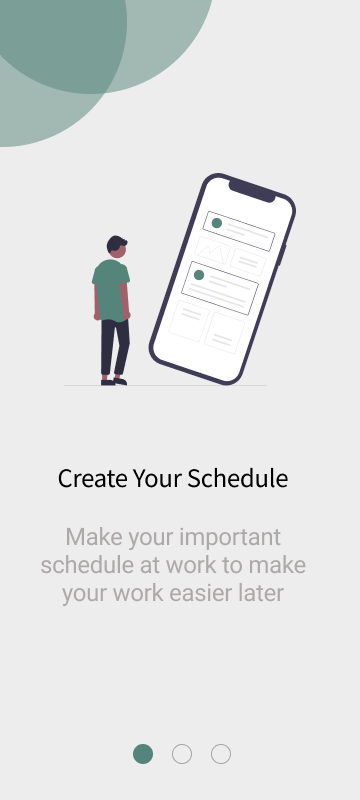 Create Your Schedule
Make your important
schedule at work to make
your work easier later